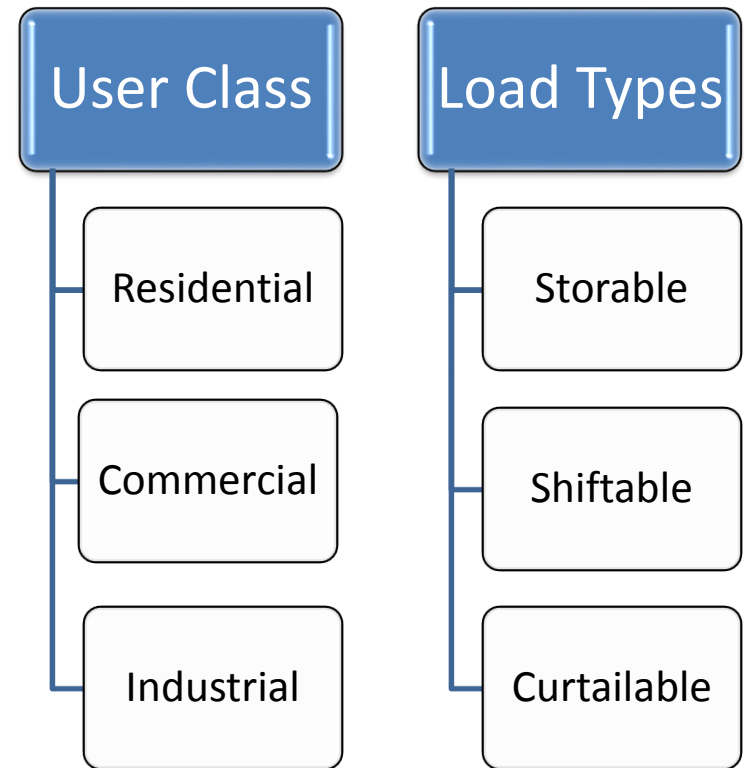 User Class
Residential
Commercial
Industrial
Load Types
Storable
Shiftable
Curtailable